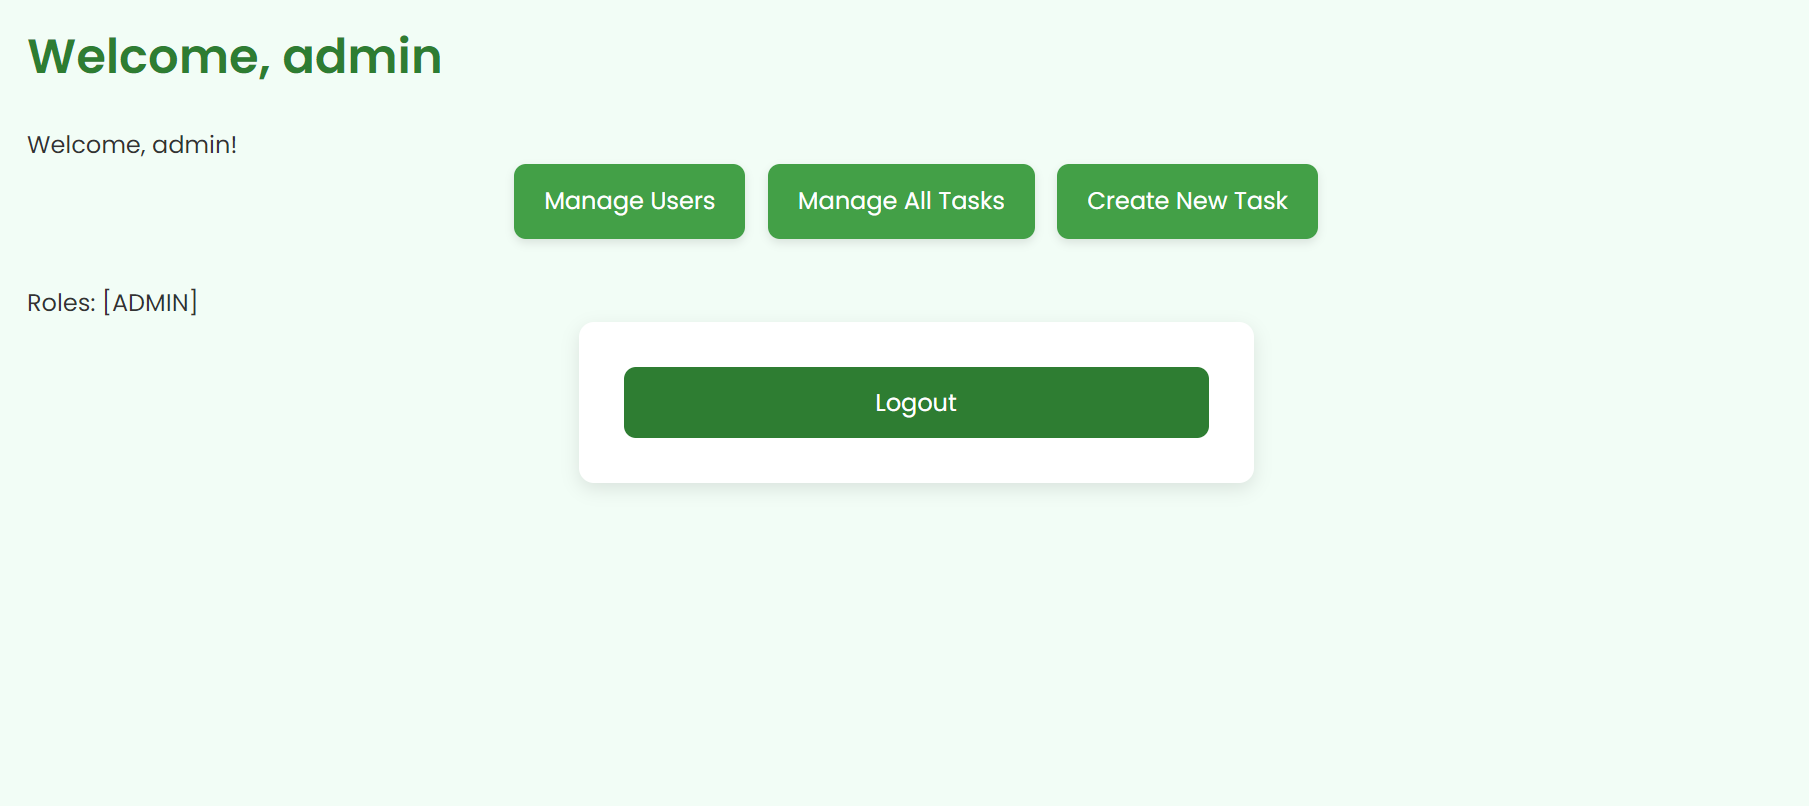 Welcome, admin
Welcome, admin!
Manage Users
Manage All Tasks
Create New Task
Roles: [ADMIN]
Logout